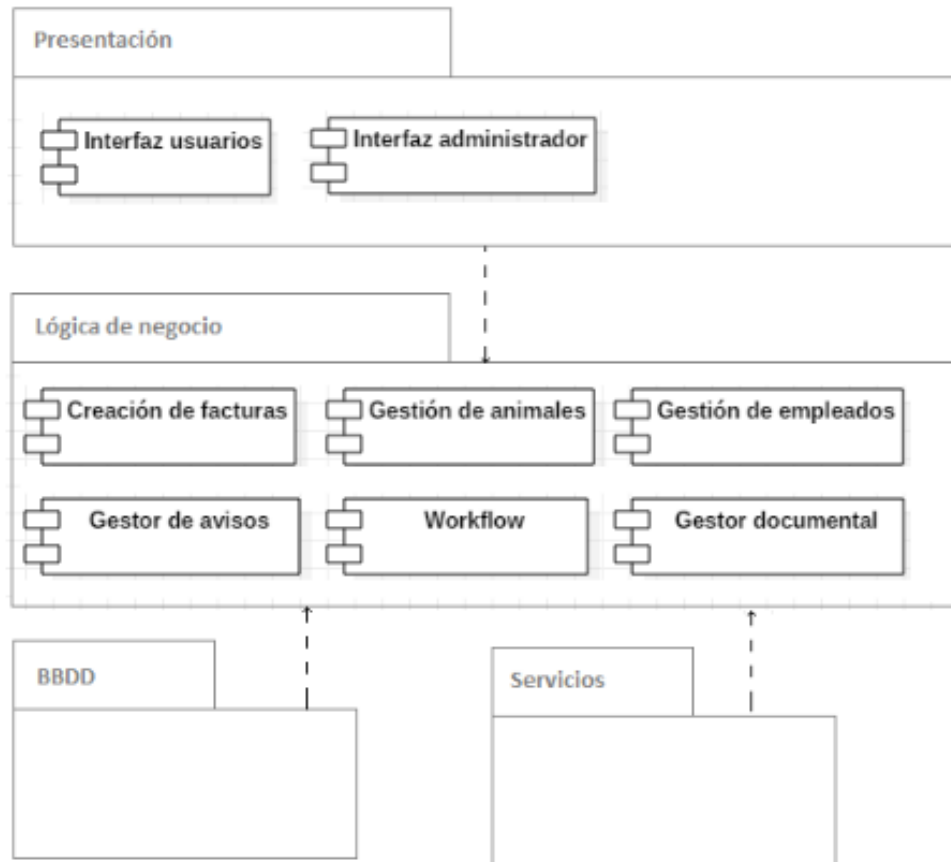 Presentación
Interfaz usuarios
Interfaz administrador
Lógica de negocio
Creación de facturas
Gestión de animales
Gestión de empleados
Gestor de avisos
Workflow
Gestor documental
BBDD
Servicios